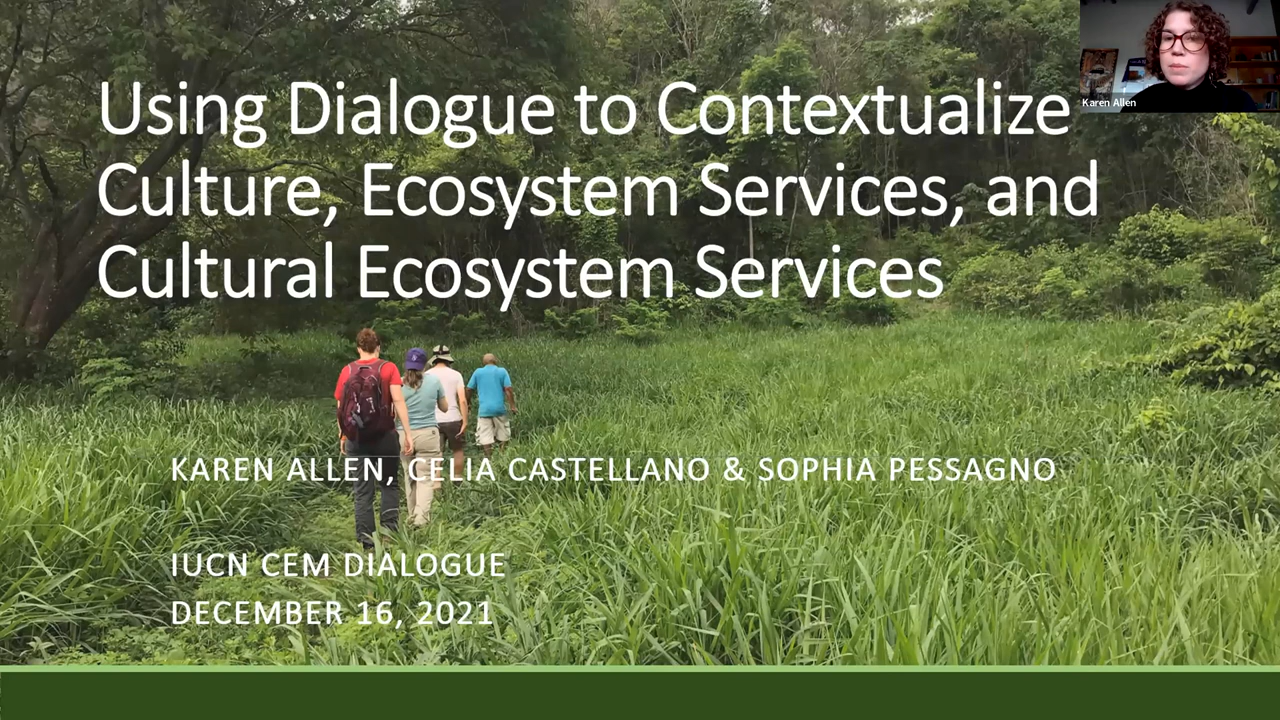 Using Dialogue to Contextualize
Culture, Ecosystem Services, and
Cultural Ecosystem Services
Karen Allen
KAREN ALLEN, CELIA CASTELLANO & SOPHIA PESSAGNO
IUCN CEM DIALOGUE
DECEMBER 16, 2021